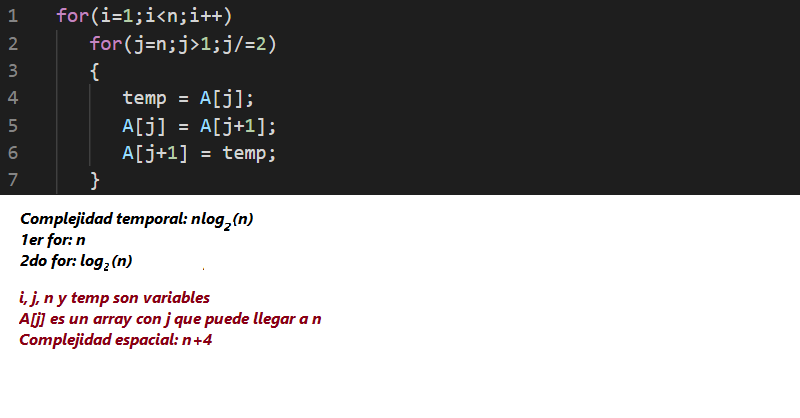 1 for(i=1;i<n;i++)
2 for(j=n;j>1;j/=2)
3 {
4 temp = A[j];
5 A[j] = A[j+1];
6 A[j+1] = temp;
7 }
Complejidad temporal: nlog₂(n)
1er for: n
2do for: log₂(n)
i, j, n y temp son variables
A[j] es un array con j que puede llegar a n
Complejidad espacial: n+4